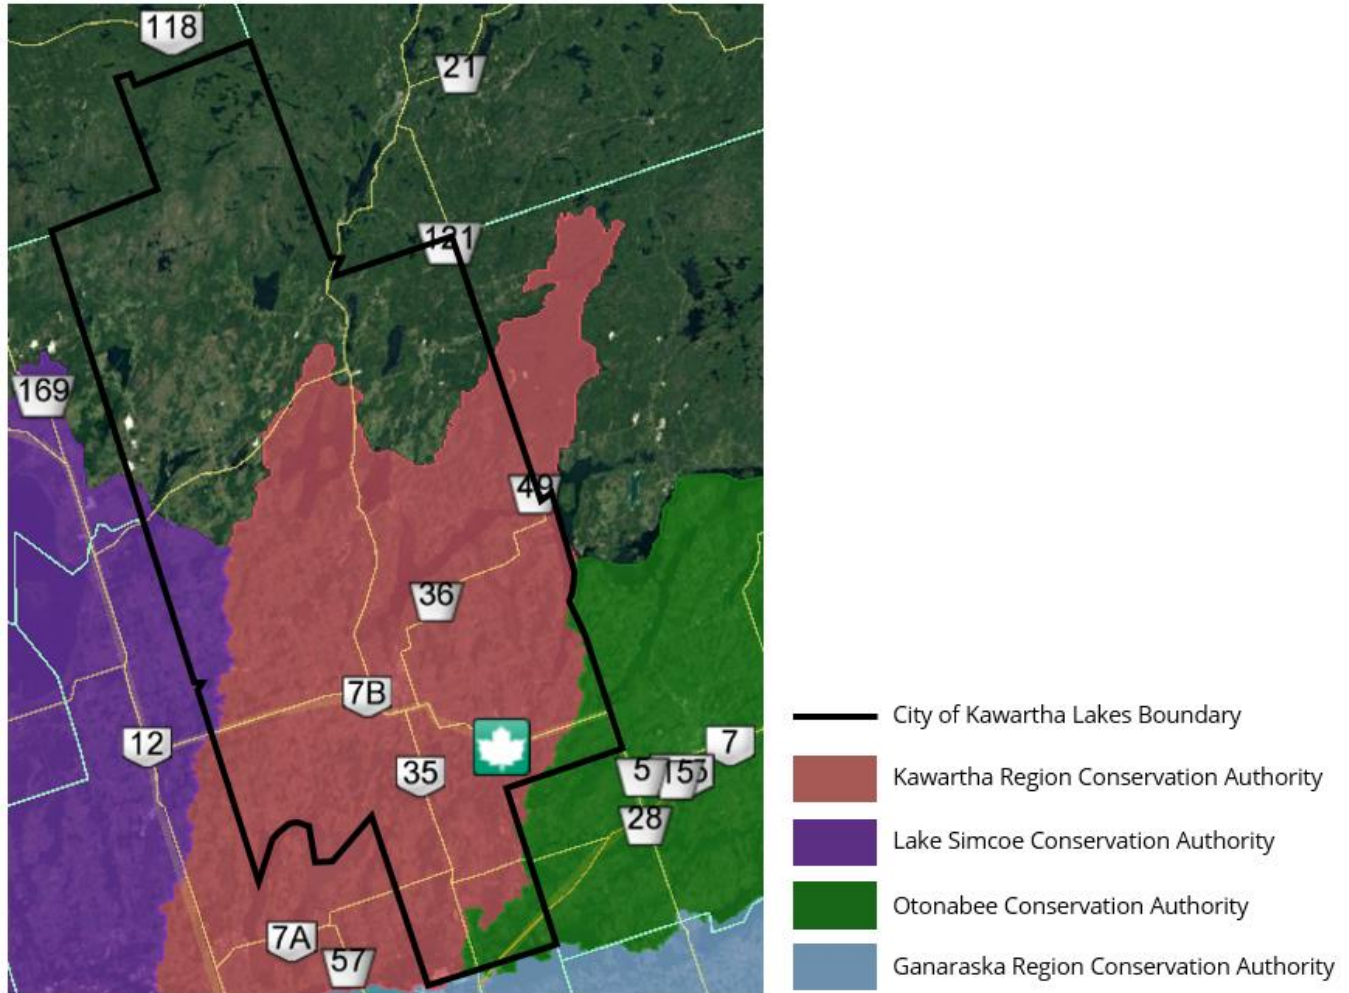 118
21
121
169
49
36
7B
12
35
7
5
28
7A
57
City of Kawartha Lakes Boundary
Kawartha Region Conservation Authority
Lake Simcoe Conservation Authority
Otonabee Conservation Authority
Ganaraska Region Conservation Authority